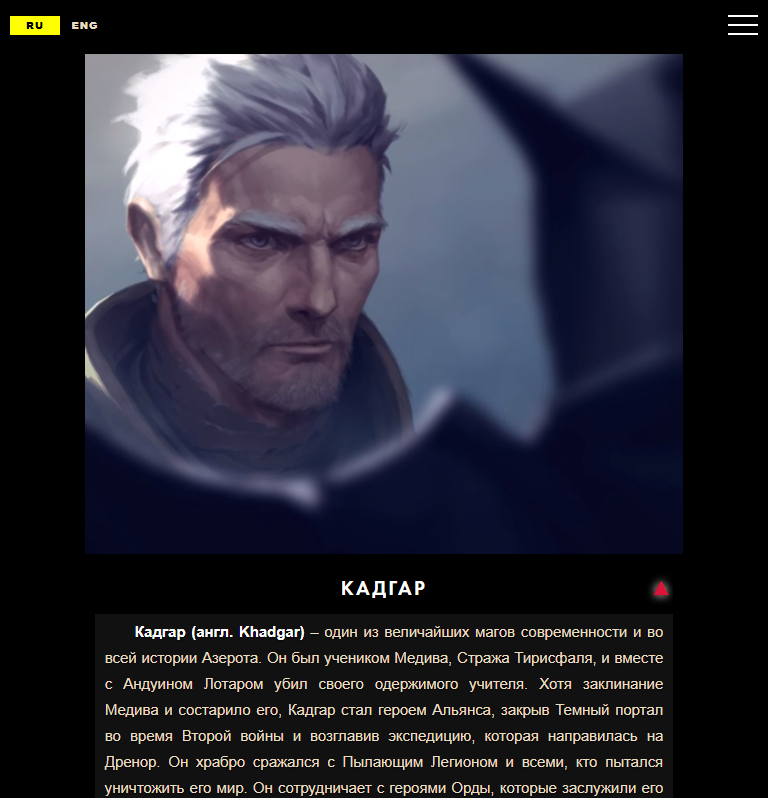 RU ENG
КАДГАР
Кадгар (англ. Khadgar) – один из величайших магов современности и во
всей истории Азерота. Он был учеником Медива, Стража Тирисфаля, и вместе
с Андуином Лотаром убил своего одержимого учителя. Хотя заклинание
Медива и состарило его, Кадгар стал героем Альянса, закрыв Темный портал
во время Второй войны и возглавив экспедицию, которая направилась на
Дренор. Он храбро сражался с Пылающим Легионом и всеми, кто пытался
уничтожить его мир. Он сотрудничает с героями Орды, которые заслужили его